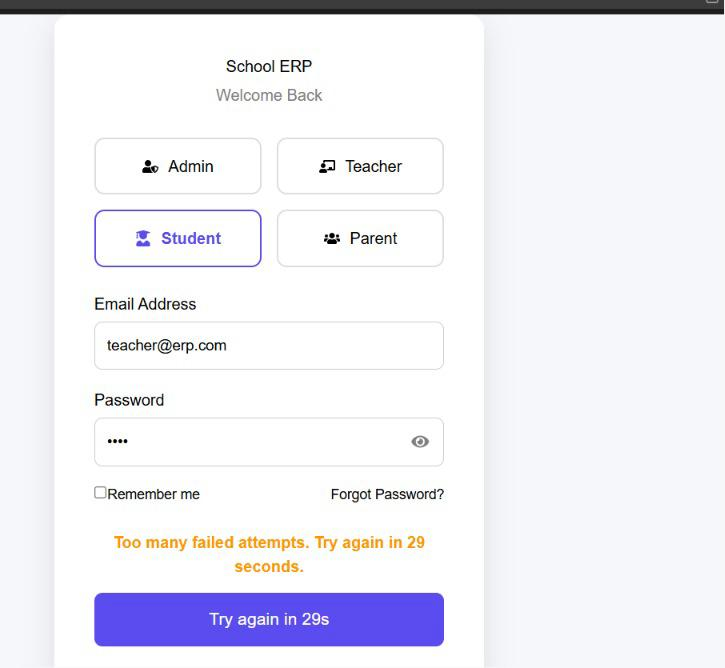 School ERP
Welcome Back
Admin
Teacher
Student
Parent
Email Address
teacher@erp.com
Password
••••
Remember me
Forgot Password?
Too many failed attempts. Try again in 29
seconds.
Try again in 29s